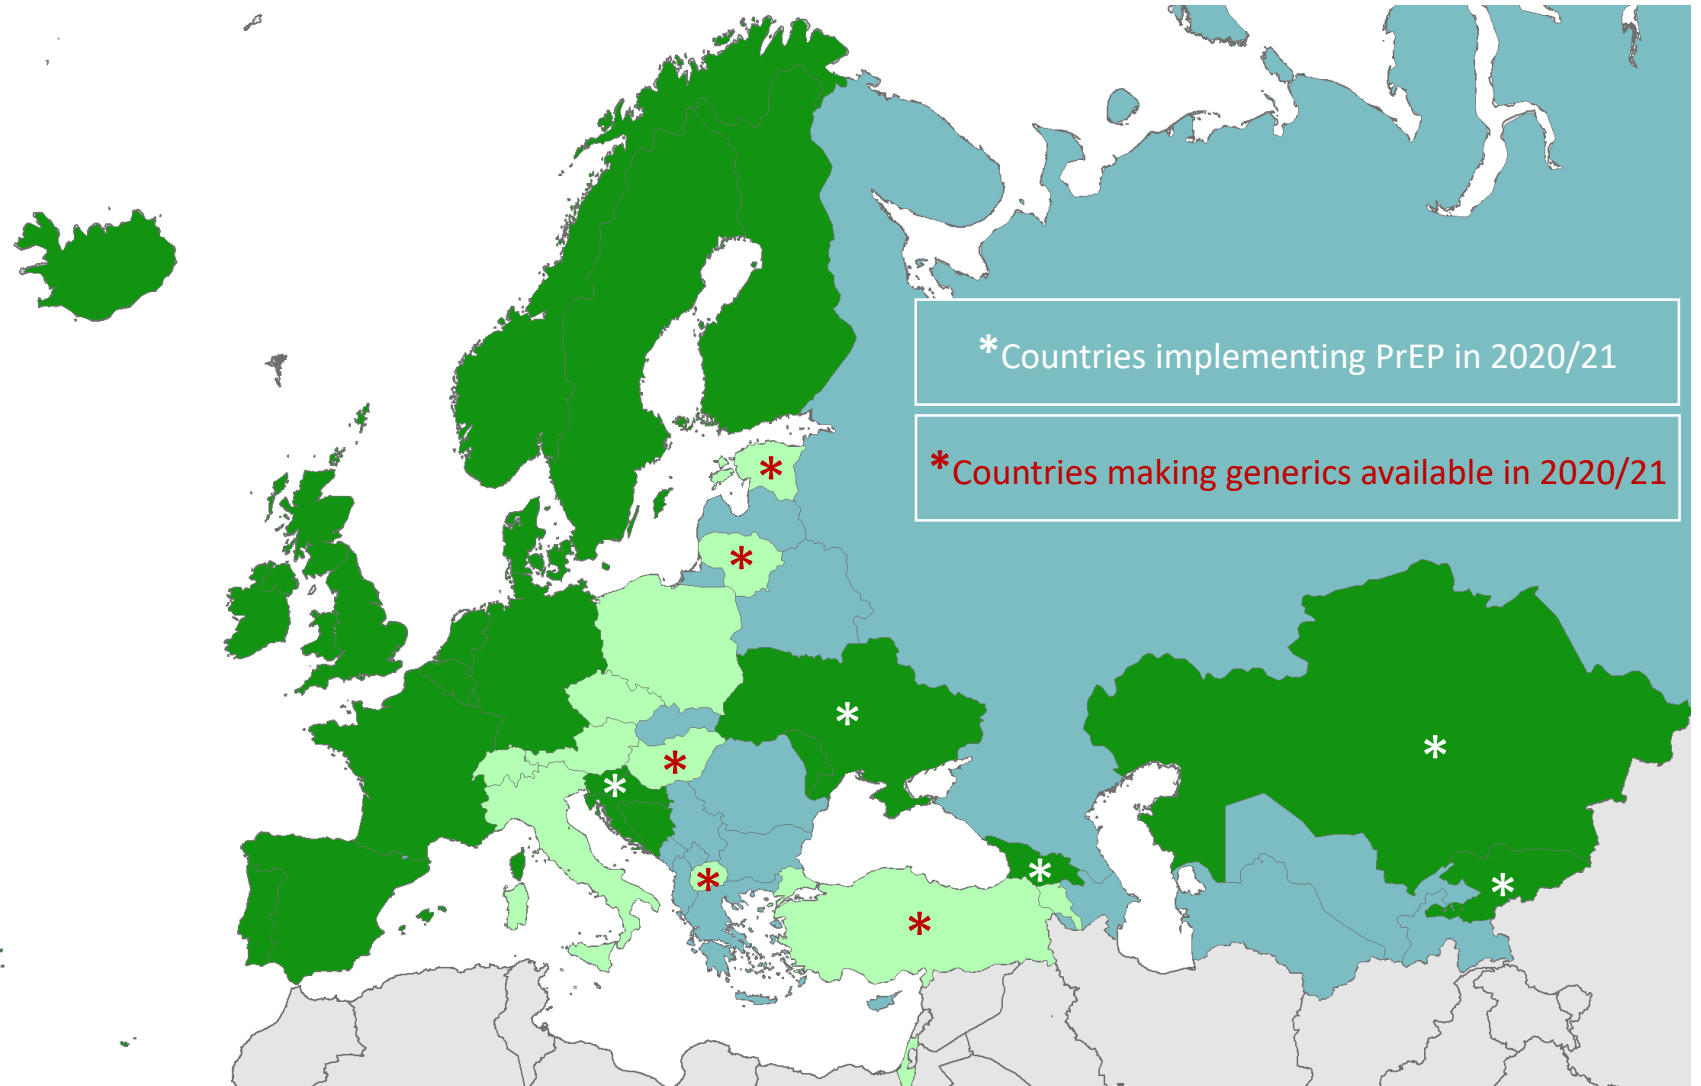 *Countries implementing PrEP in 2020/21
*Countries making generics available in 2020/21